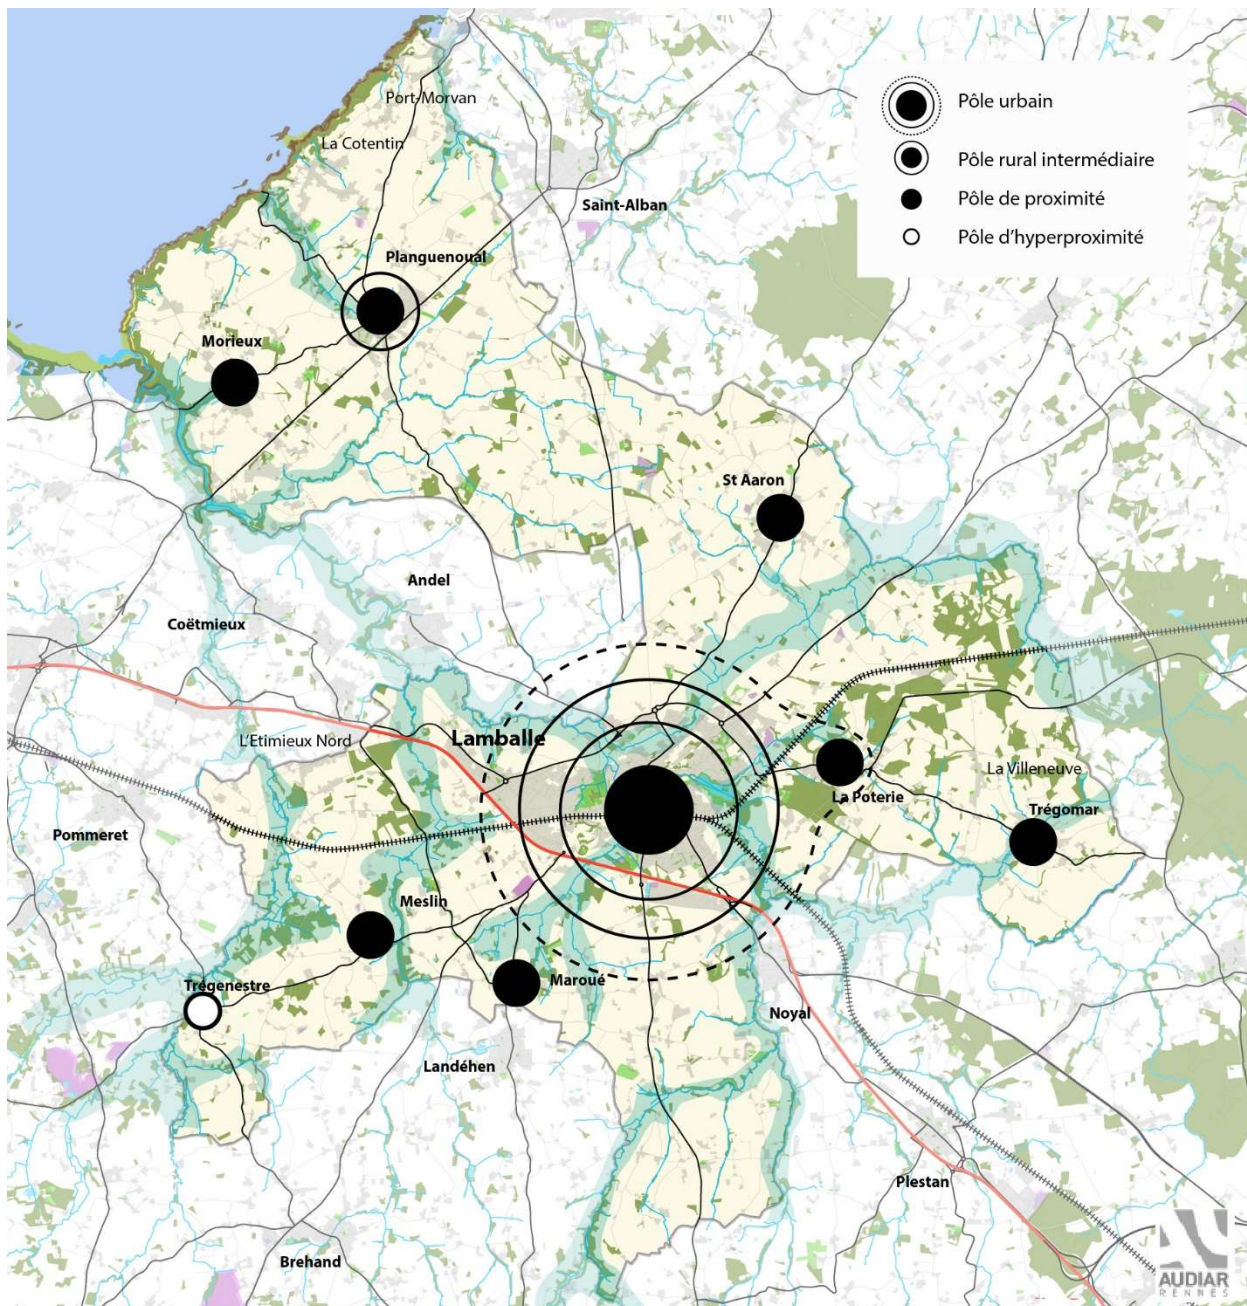 Port-Morvan
La Cotentin
Planguenoual
Morieux
Saint-Alban
Pôle urbain
Pôle rural intermédiaire
Pôle de proximité
Pôle d'hyperproximité
St Aaron
Andel
Coëtmieux
L'Etimieux Nord
Lamballe
La Villeneuve
La Poterie
Trégomar
Pommeret
Meslin
Trégenestre
Maroué
Noyal
Landéhen
Plestan
Brehand
AUDIAR
RENNES